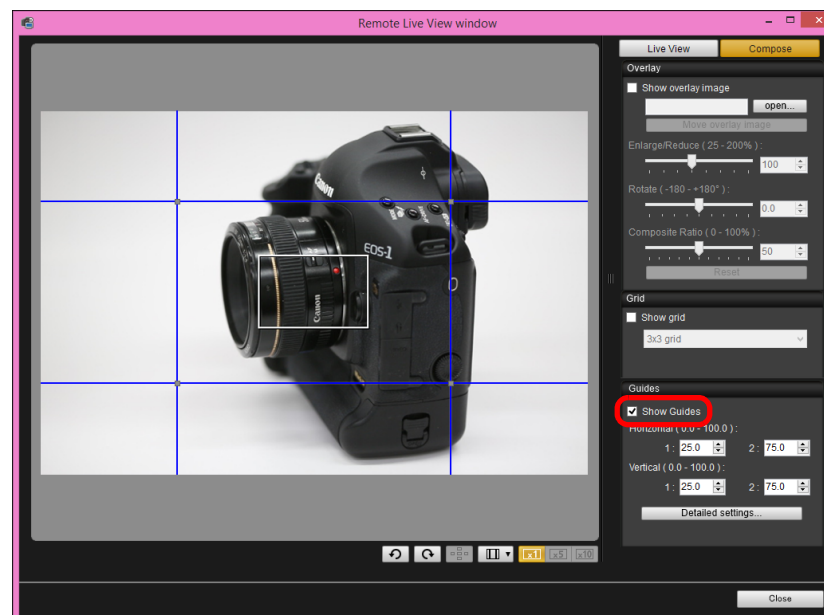 Remote Live View window
Live View Compose
Overlay
Show overlay image
open...
Move overlay image
Enlarge/Reduce ( 25 - 200% ) :
100
Rotate ( -180 - +180° ) :
0.0
Composite Ratio ( 0 - 100% ) :
50
Reset
Grid
Show grid
3x3 grid
Guides
Show Guides
Horizontal ( 0.0 - 100.0 ) :
1 : 25.0 2 : 75.0
Vertical ( 0.0 - 100.0 ) :
1 : 25.0 2 : 75.0
Detailed settings...
Canon
EOS-1
Canon
x1 x5 x10
Close